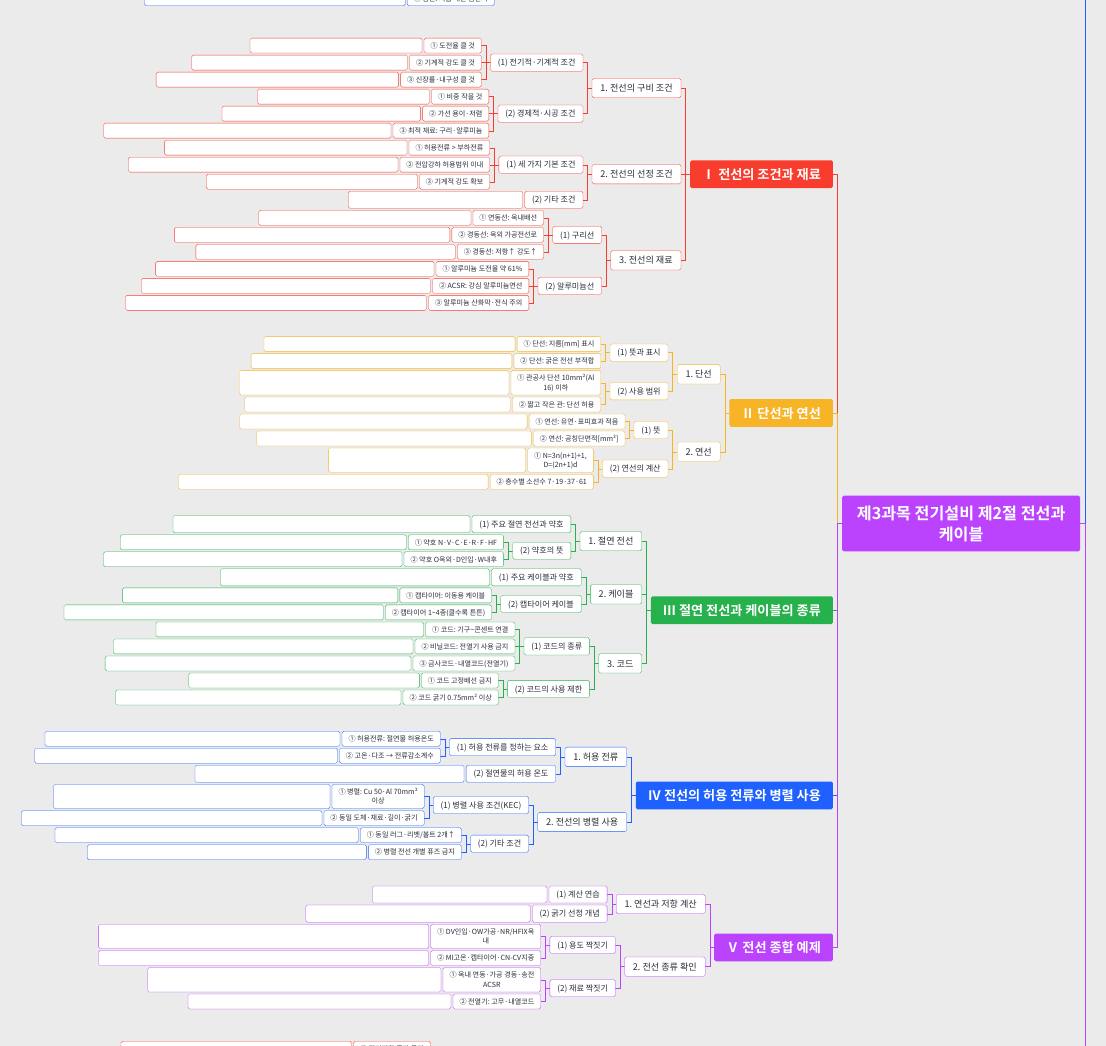 제3과목 전기설비 제2절 전선과
케이블
Ⅰ 전선의 조건과 재료
1. 전선의 구비 조건
(1) 전기적·기계적 조건
① 도전율 클 것
② 기계적 강도 클 것
③ 신장률·내구성 클 것
(2) 경제적·시공 조건
① 비중 작을 것
② 가선 용이·저렴
③ 최적 재료: 구리·알루미늄
2. 전선의 선정 조건
(1) 세 가지 기본 조건
① 허용전류 > 부하전류
② 전압강하 허용범위 이내
③ 기계적 강도 확보
(2) 기타 조건
3. 전선의 재료
(1) 구리선
① 연동선: 옥내배선
② 경동선: 옥외 가공전선로
③ 경동선: 저항↑ 강도↑
(2) 알루미늄선
① 알루미늄 도전율 약 61%
② ACSR: 강심 알루미늄연선
③ 알루미늄 산화막·전식 주의
Ⅱ 단선과 연선
1. 단선
(1) 뜻과 표시
① 단선: 지름[mm] 표시
② 단선: 굵은 전선 부적합
(2) 사용 범위
① 관공사 단선 10mm²(Al
16) 이하
② 짧고 작은 관: 단선 허용
2. 연선
(1) 뜻
① 연선: 유연·표피효과 적음
② 연선: 공칭단면적[mm²]
(2) 연선의 계산
① N=3n(n+1)+1,
D=(2n+1)d
② 층수별 소선수 7·19·37·61
Ⅲ 절연 전선과 케이블의 종류
1. 절연 전선
(1) 주요 절연 전선과 약호
(2) 약호의 뜻
① 약호 N·V·C·E·R·F·HF
② 약호 O옥외·D인입·W내후
2. 케이블
(1) 주요 케이블과 약호
(2) 캡타이어 케이블
① 캡타이어: 이동용 케이블
② 캡타이어 1~4종(클수록 튼튼)
3. 코드
(1) 코드의 종류
① 코드: 기구~콘센트 연결
② 비닐코드: 전열기 사용 금지
③ 금사코드·내열코드(전열기)
(2) 코드의 사용 제한
① 코드 고정배선 금지
② 코드 굵기 0.75mm² 이상
Ⅳ 전선의 허용 전류와 병렬 사용
1. 허용 전류
(1) 허용 전류를 정하는 요소
① 허용전류: 절연물 허용온도
② 고온·다조 → 전류감소계수
(2) 절연물의 허용 온도
2. 전선의 병렬 사용
(1) 병렬 사용 조건(KEC)
① 병렬: Cu 50·Al 70mm²
이상
② 동일 도체·재료·길이·굵기
(2) 기타 조건
① 동일 러그·리벳/볼트 2개↑
② 병렬 전선 개별 퓨즈 금지
Ⅴ 전선 종합 예제
1. 연선과 저항 계산
(1) 계산 연습
(2) 굵기 선정 개념
2. 전선 종류 확인
(1) 용도 짝짓기
① DV인입·OW가공·NR/HFIX옥
내
② MI고온·캡타이어·CN-CV지중
(2) 재료 짝짓기
① 옥내 연동·가공 경동·송전
ACSR
② 전열기: 고무·내열코드